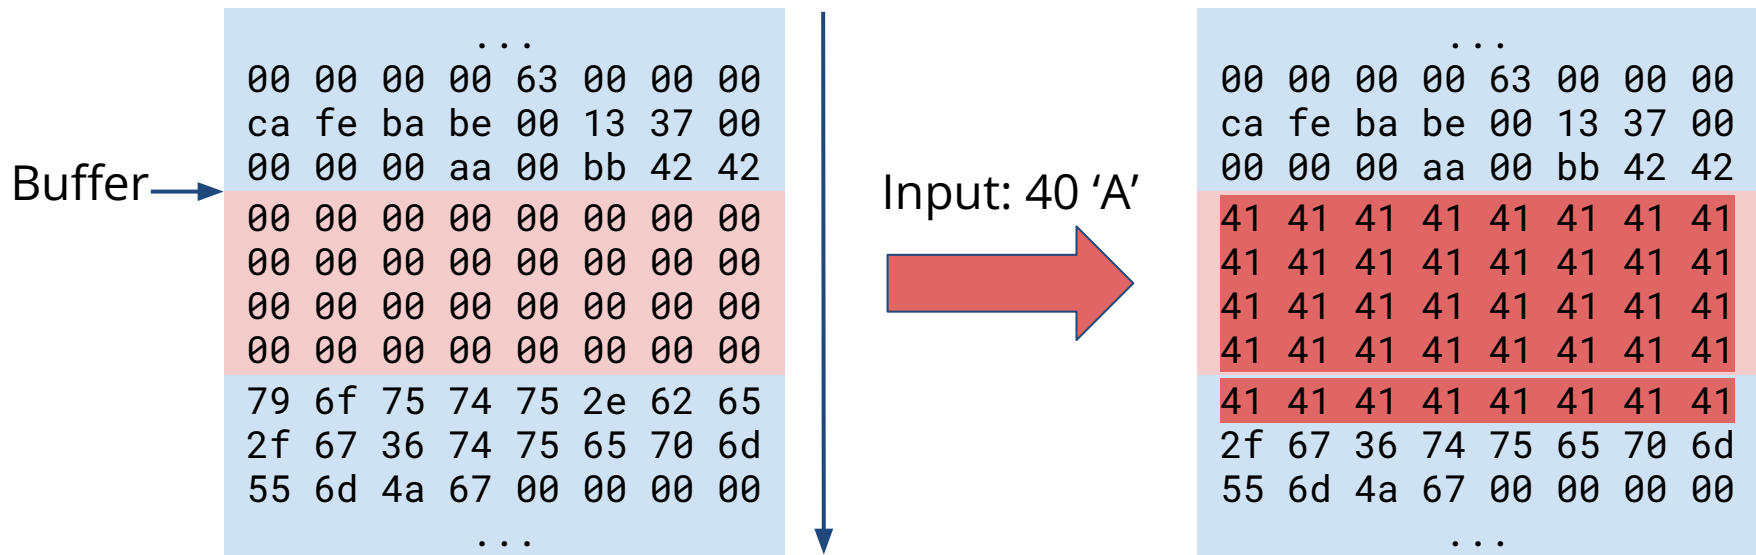 ...
00 00 00 00 63 00 00 00
ca fe ba be 00 13 37 00
00 00 00 aa 00 bb 42 42
Buffer
00 00 00 00 00 00 00 00
00 00 00 00 00 00 00 00
00 00 00 00 00 00 00 00
00 00 00 00 00 00 00 00
79 6f 75 74 75 2e 62 65
2f 67 36 74 75 65 70 6d
55 6d 4a 67 00 00 00 00
...
Input: 40 ‘A’
...
00 00 00 00 63 00 00 00
ca fe ba be 00 13 37 00
00 00 00 aa 00 bb 42 42
41 41 41 41 41 41 41 41
41 41 41 41 41 41 41 41
41 41 41 41 41 41 41 41
41 41 41 41 41 41 41 41
41 41 41 41 41 41 41 41
2f 67 36 74 75 65 70 6d
55 6d 4a 67 00 00 00 00
...